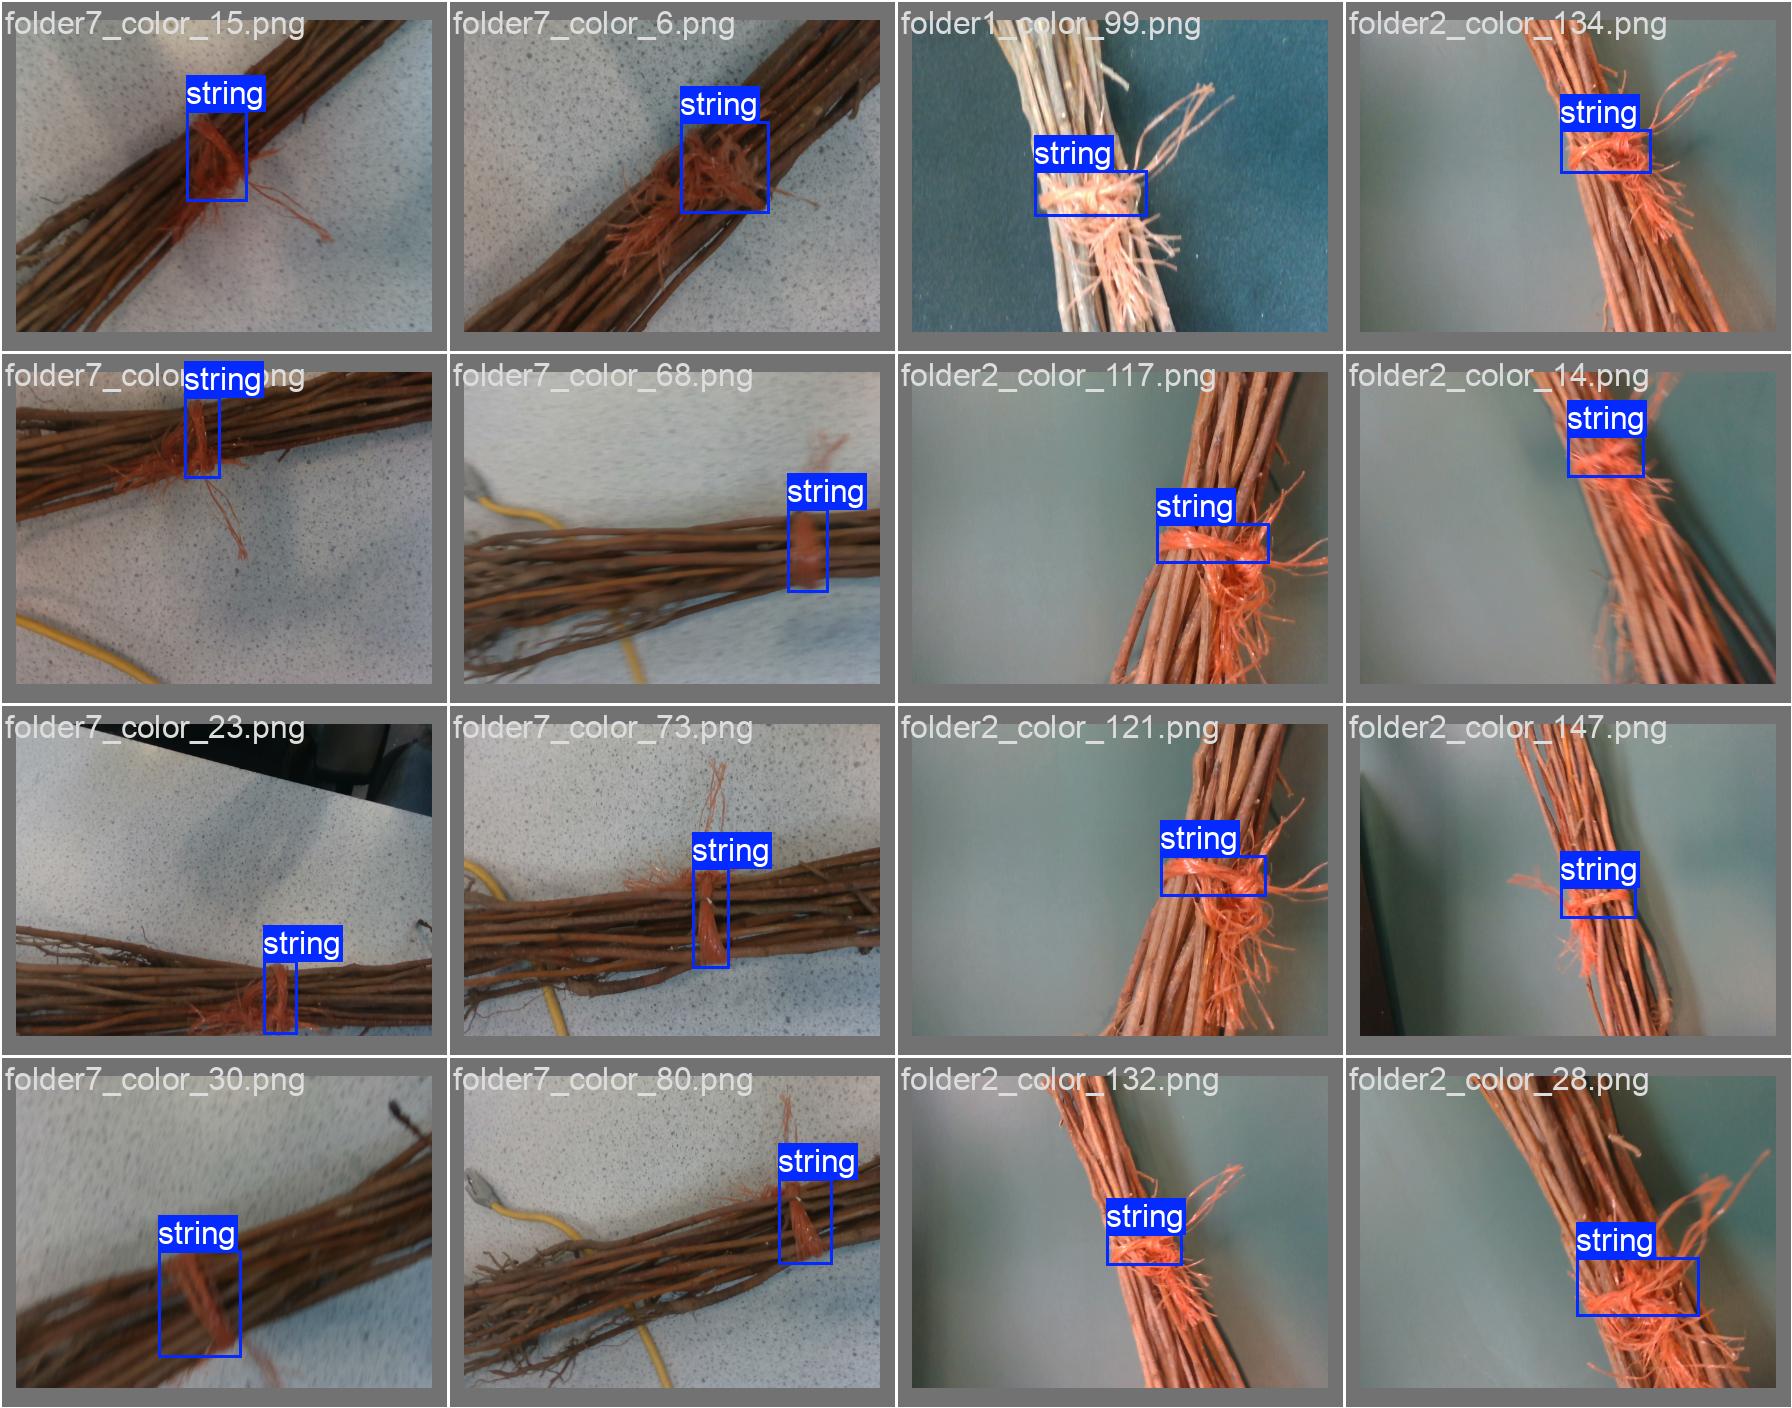 folder7_color_15.png
string
folder7_color_6.png
string
folder1_color_99.png
string
folder2_color_134.png
string
string
folder7_color_68.png
string
folder2_color_117.png
string
folder2_color_14.png
string
folder7_color_23.png
string
folder7_color_73.png
string
folder2_color_121.png
string
folder2_color_147.png
string
folder7_color_30.png
string
folder7_color_80.png
string
folder2_color_132.png
string
folder2_color_28.png
string